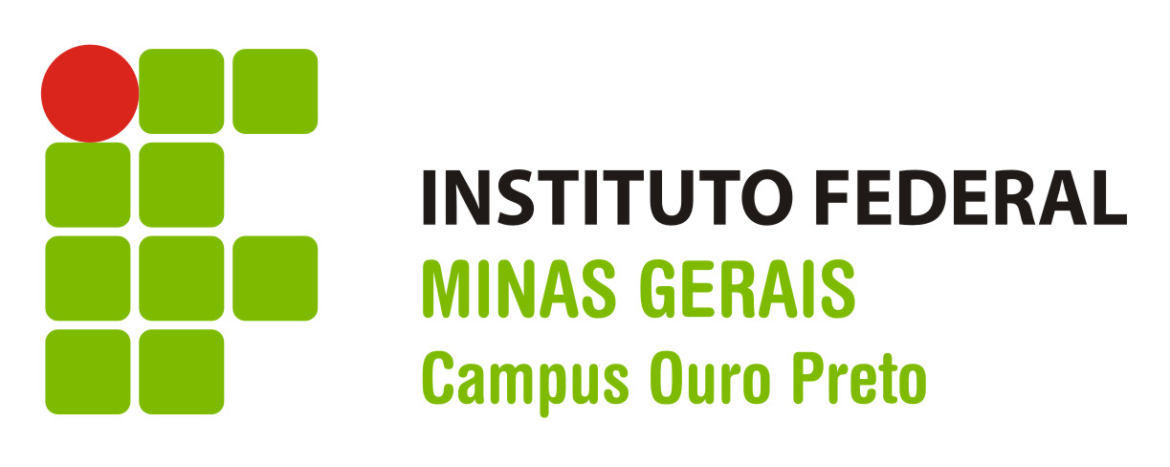 INSTITUTO FEDERAL
MINAS GERAIS
Campus Ouro Preto